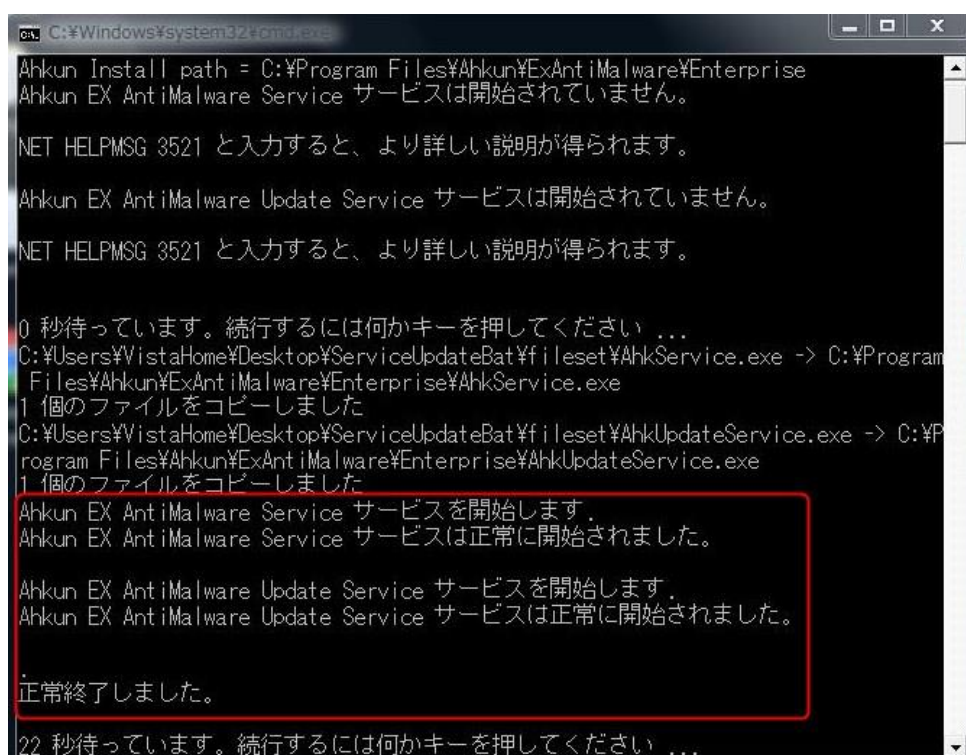 C:¥Windows¥system32¥cmd.exe
Ahkun Install path = C:¥Program Files¥Ahkun¥ExAntiMalware¥Enterprise
Ahkun EX AntiMalware Service サービスは開始されていません。
NET HELPMSG 3521 と入力すると、より詳しい説明が得られます。
Ahkun EX AntiMalware Update Service サービスは開始されていません。
NET HELPMSG 3521 と入力すると、より詳しい説明が得られます。
0 秒待っています。続行するには何かキーを押してください ...
C:¥Users¥VistaHome¥Desktop¥ServiceUpdateBat¥fileset¥AhkService.exe -> C:¥Program
Files¥Ahkun¥ExAntiMalware¥Enterprise¥AhkService.exe
1 個のファイルをコピーしました
C:¥Users¥VistaHome¥Desktop¥ServiceUpdateBat¥fileset¥AhkUpdateService.exe -> C:¥P
rogram Files¥Ahkun¥ExAntiMalware¥Enterprise¥AhkUpdateService.exe
1 個のファイルをコピーしました
Ahkun EX AntiMalware Service サービスを開始します.
Ahkun EX AntiMalware Service サービスは正常に開始されました。
Ahkun EX AntiMalware Update Service サービスを開始します.
Ahkun EX AntiMalware Update Service サービスは正常に開始されました。
.
正常終了しました。
22 秒待っています。続行するには何かキーを押してください ...